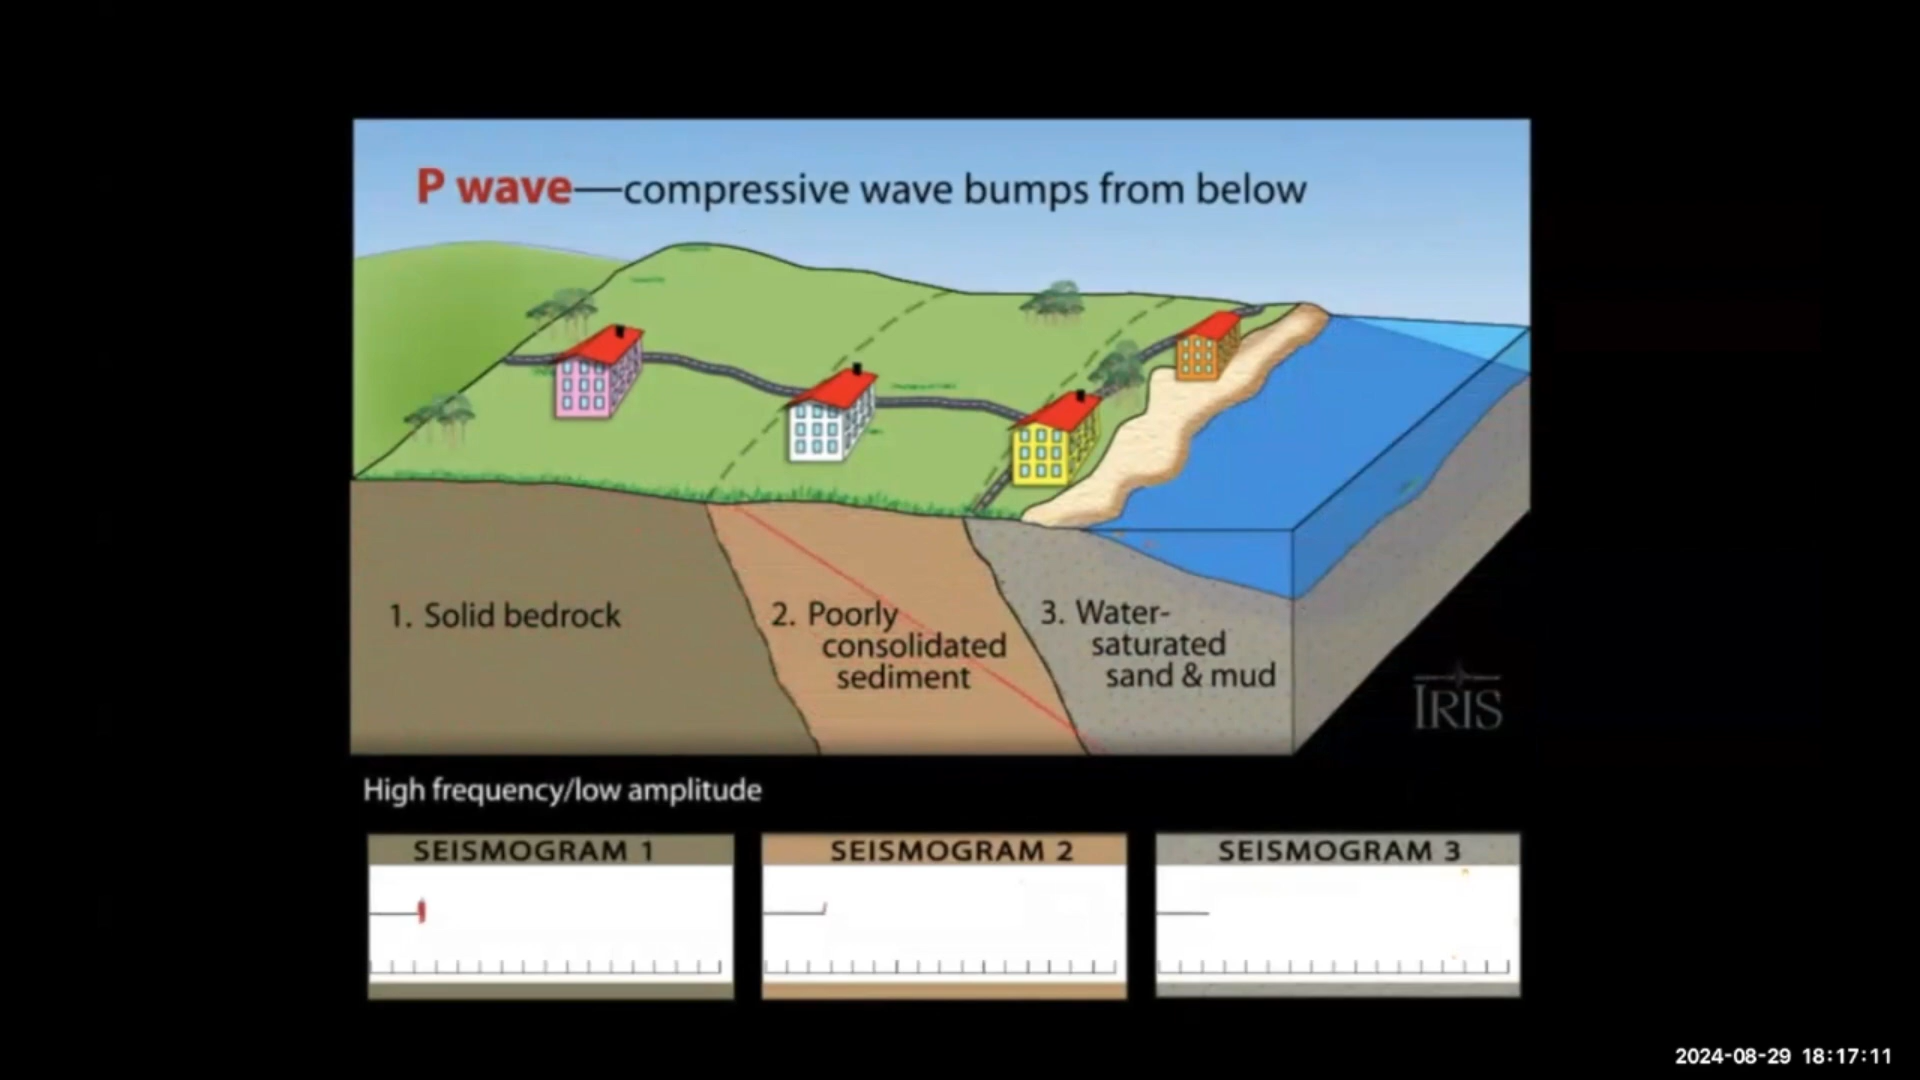 P wave—compressive wave bumps from below
1. Solid bedrock
2. Poorly
consolidated
sediment
3. Water-
saturated
sand & mud
IRIS
High frequency/low amplitude
SEISMOGRAM 1
SEISMOGRAM 2
SEISMOGRAM 3
2024-08-29 18:17:11